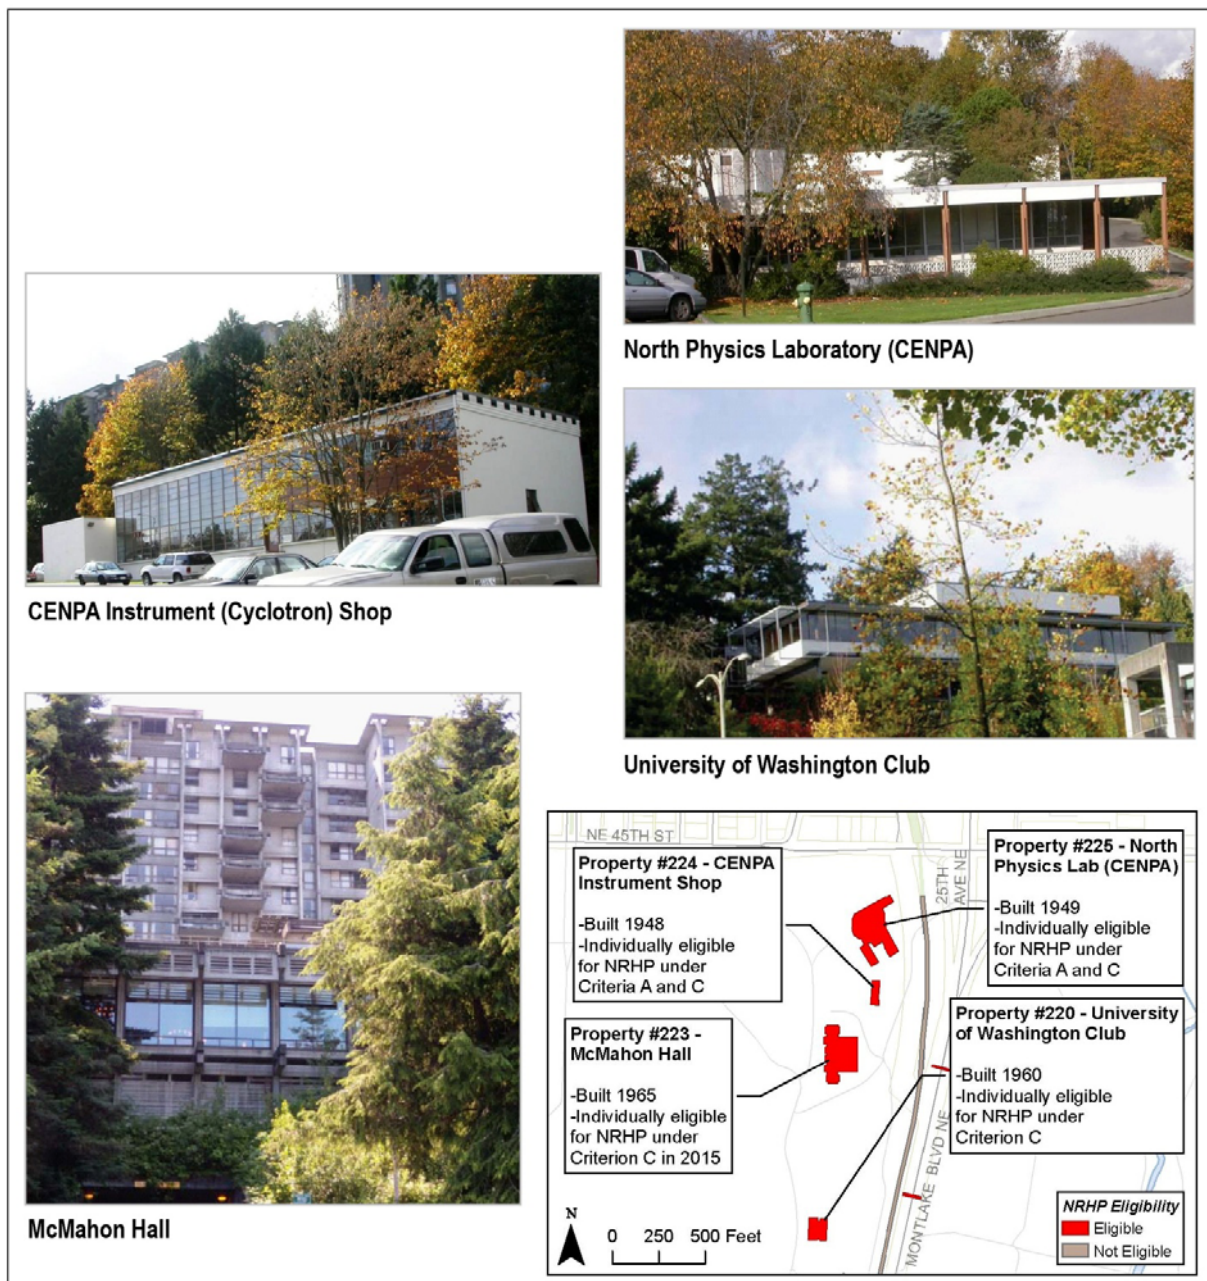 North Physics Laboratory (CENPA)
CENPA Instrument (Cyclotron) Shop
University of Washington Club
McMahon Hall
NE 45TH ST
25TH
AVE NE
Property #224 - CENPA
Instrument Shop
-Built 1948
-Individually eligible
for NRHP under
Criteria A and C
Property #225 - North
Physics Lab (CENPA)
-Built 1949
-Individually eligible
for NRHP under
Criteria A and C
Property #223 -
McMahon Hall
-Built 1965
-Individually eligible
for NRHP under
Criterion C in 2015
Property #220 - University
of Washington Club
-Built 1960
-Individually eligible
for NRHP under
Criterion C
MONTLAKE BLVD NE
N
0 250 500 Feet
NRHP Eligibility
Eligible
Not Eligible